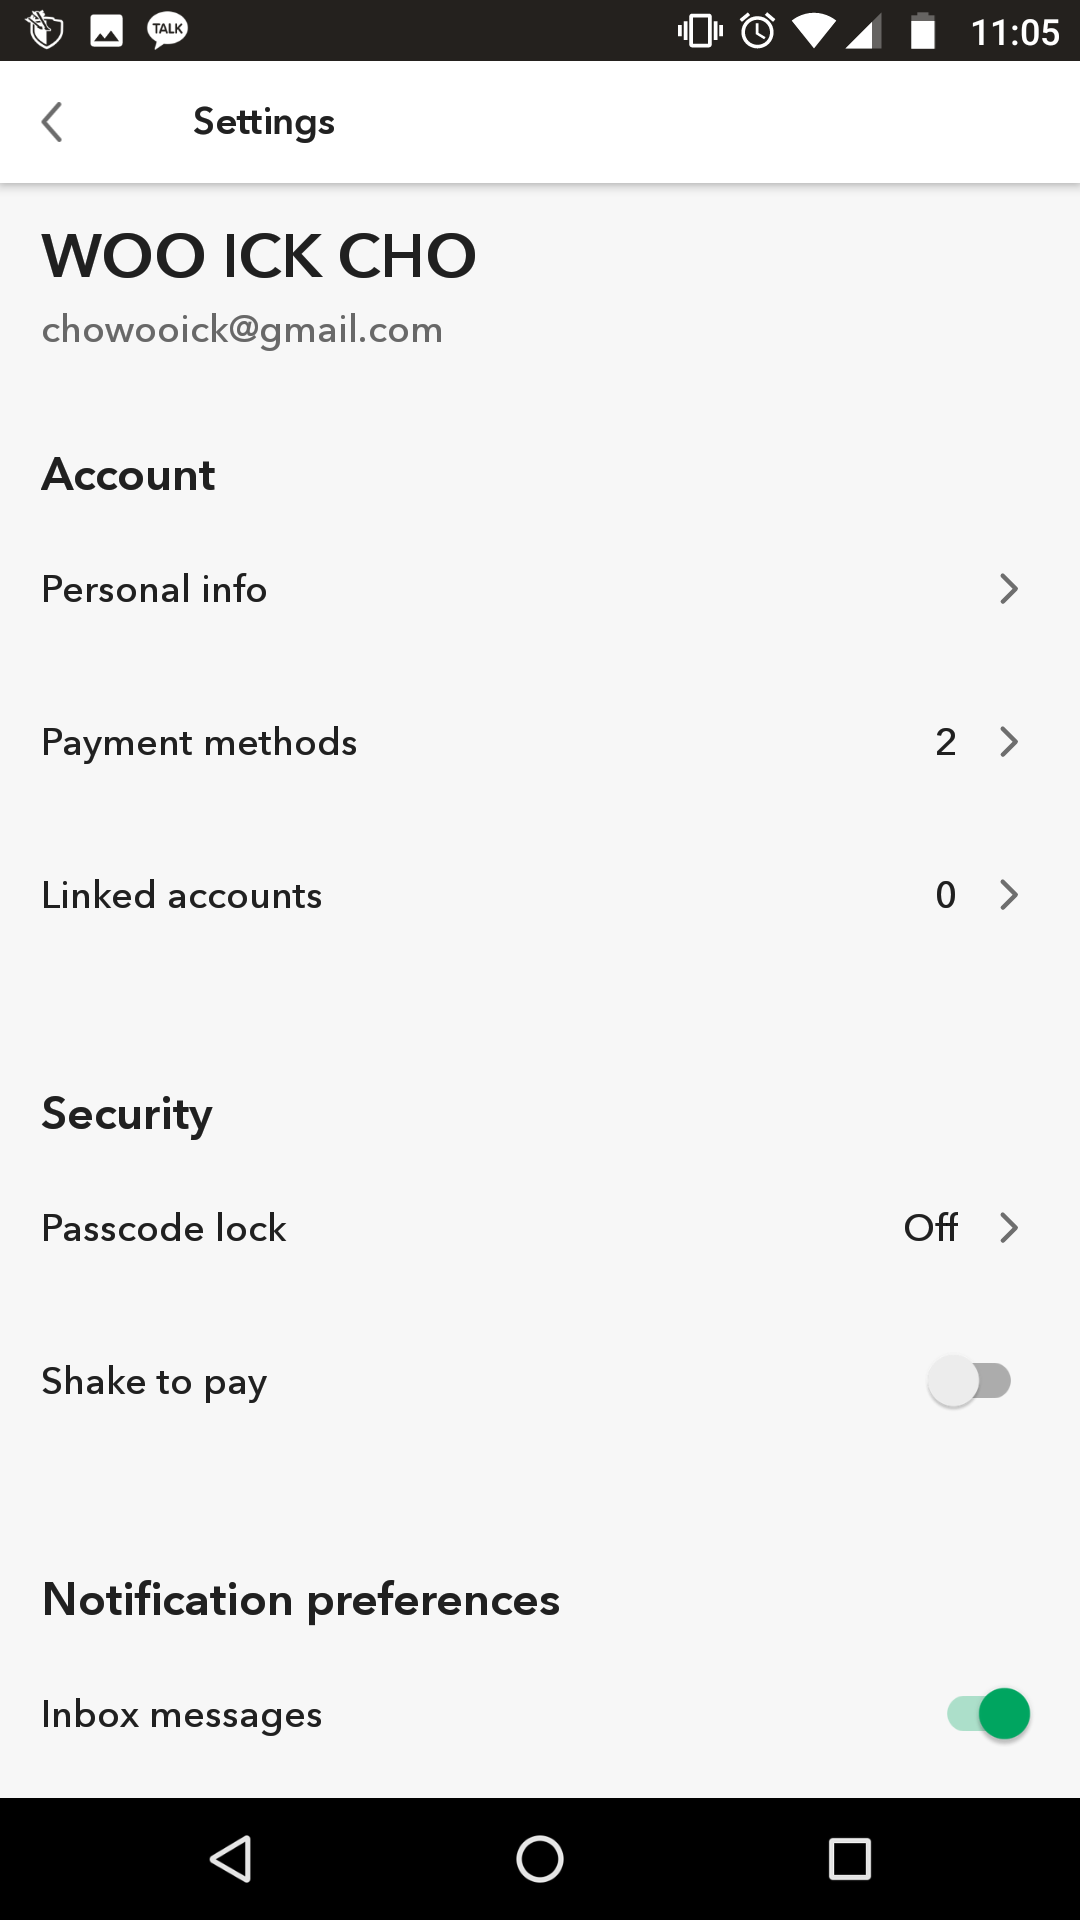 TALK
11:05
Settings
WOO ICK CHO
chowooick@gmail.com
Account
Personal info
Payment methods 2
Linked accounts 0
Security
Passcode lock Off
Shake to pay
Notification preferences
Inbox messages